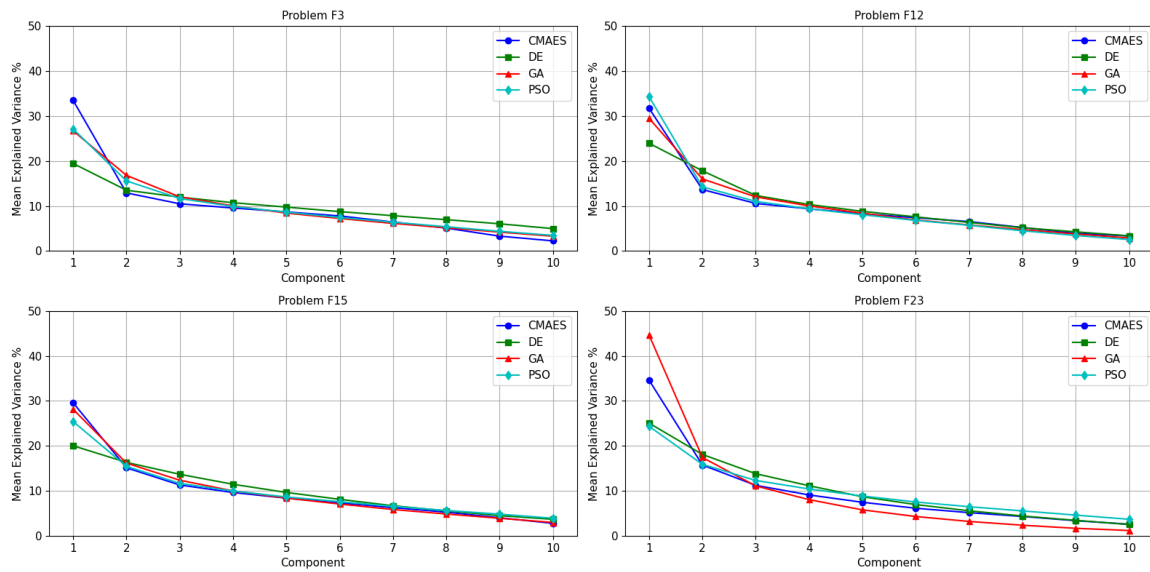 Problem F3
Mean Explained Variance %
50
40
30
20
10
0
1 2 3 4 5 6 7 8 9 10
Component
CMAES
DE
GA
PSO
Problem F12
Mean Explained Variance %
50
40
30
20
10
0
1 2 3 4 5 6 7 8 9 10
Component
CMAES
DE
GA
PSO
Problem F15
Mean Explained Variance %
50
40
30
20
10
0
1 2 3 4 5 6 7 8 9 10
Component
CMAES
DE
GA
PSO
Problem F23
Mean Explained Variance %
50
40
30
20
10
0
1 2 3 4 5 6 7 8 9 10
Component
CMAES
DE
GA
PSO